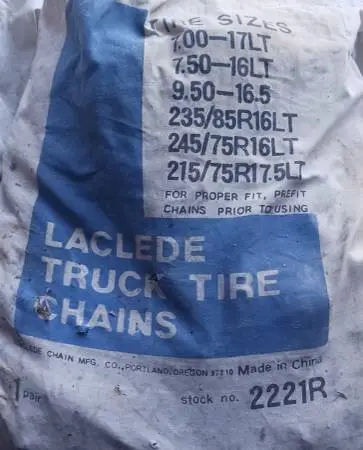 TIRE SIZES
7.00-17LT
7.50-16LT
9.50-16.5
235/85R16LT
245/75R16LT
215/75R17.5LT
FOR PROPER FIT, PREFIT
CHAINS PRIOR TO USING
LACLEDE
TRUCK TIRE
CHAINS
LACLEDE CHAIN MFG. CO., PORTLAND, OREGON 97210 Made in China
1 pair
stock no. 2221R